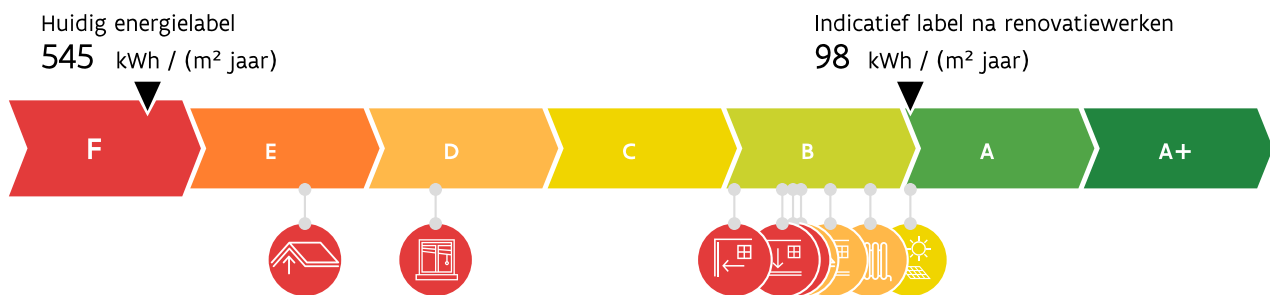 Huidig energielabel
545 kWh / (m² jaar)
Indicatief label na renovatiewerken
98 kWh / (m² jaar)
F E D C B A A+